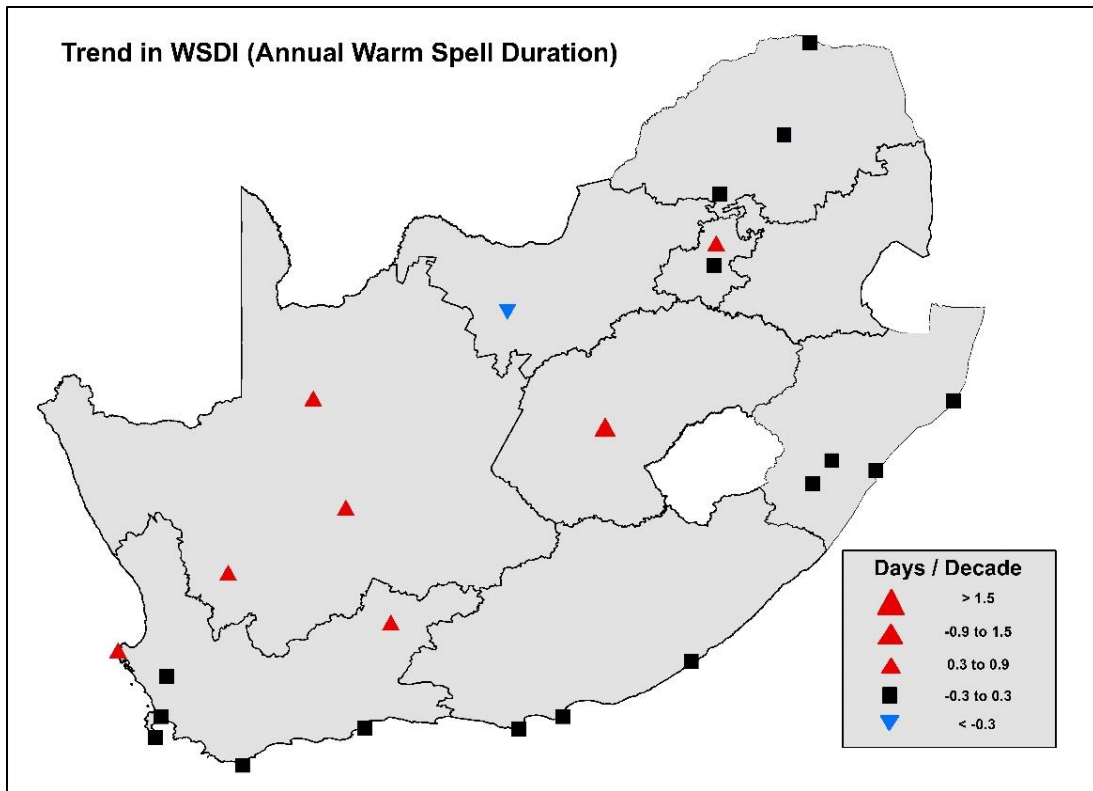 Trend in WSDI (Annual Warm Spell Duration)
Days / Decade
> 1.5
-0.9 to 1.5
0.3 to 0.9
-0.3 to 0.3
< -0.3